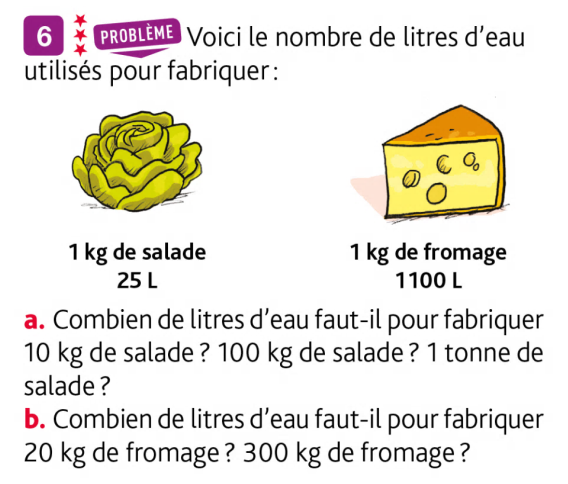 6 PROBLÈME Voici le nombre de litres d’eau
utilisés pour fabriquer :
1 kg de salade
25 L
1 kg de fromage
1100 L
a. Combien de litres d’eau faut-il pour fabriquer
10 kg de salade ? 100 kg de salade ? 1 tonne de
salade ?
b. Combien de litres d’eau faut-il pour fabriquer
20 kg de fromage ? 300 kg de fromage ?